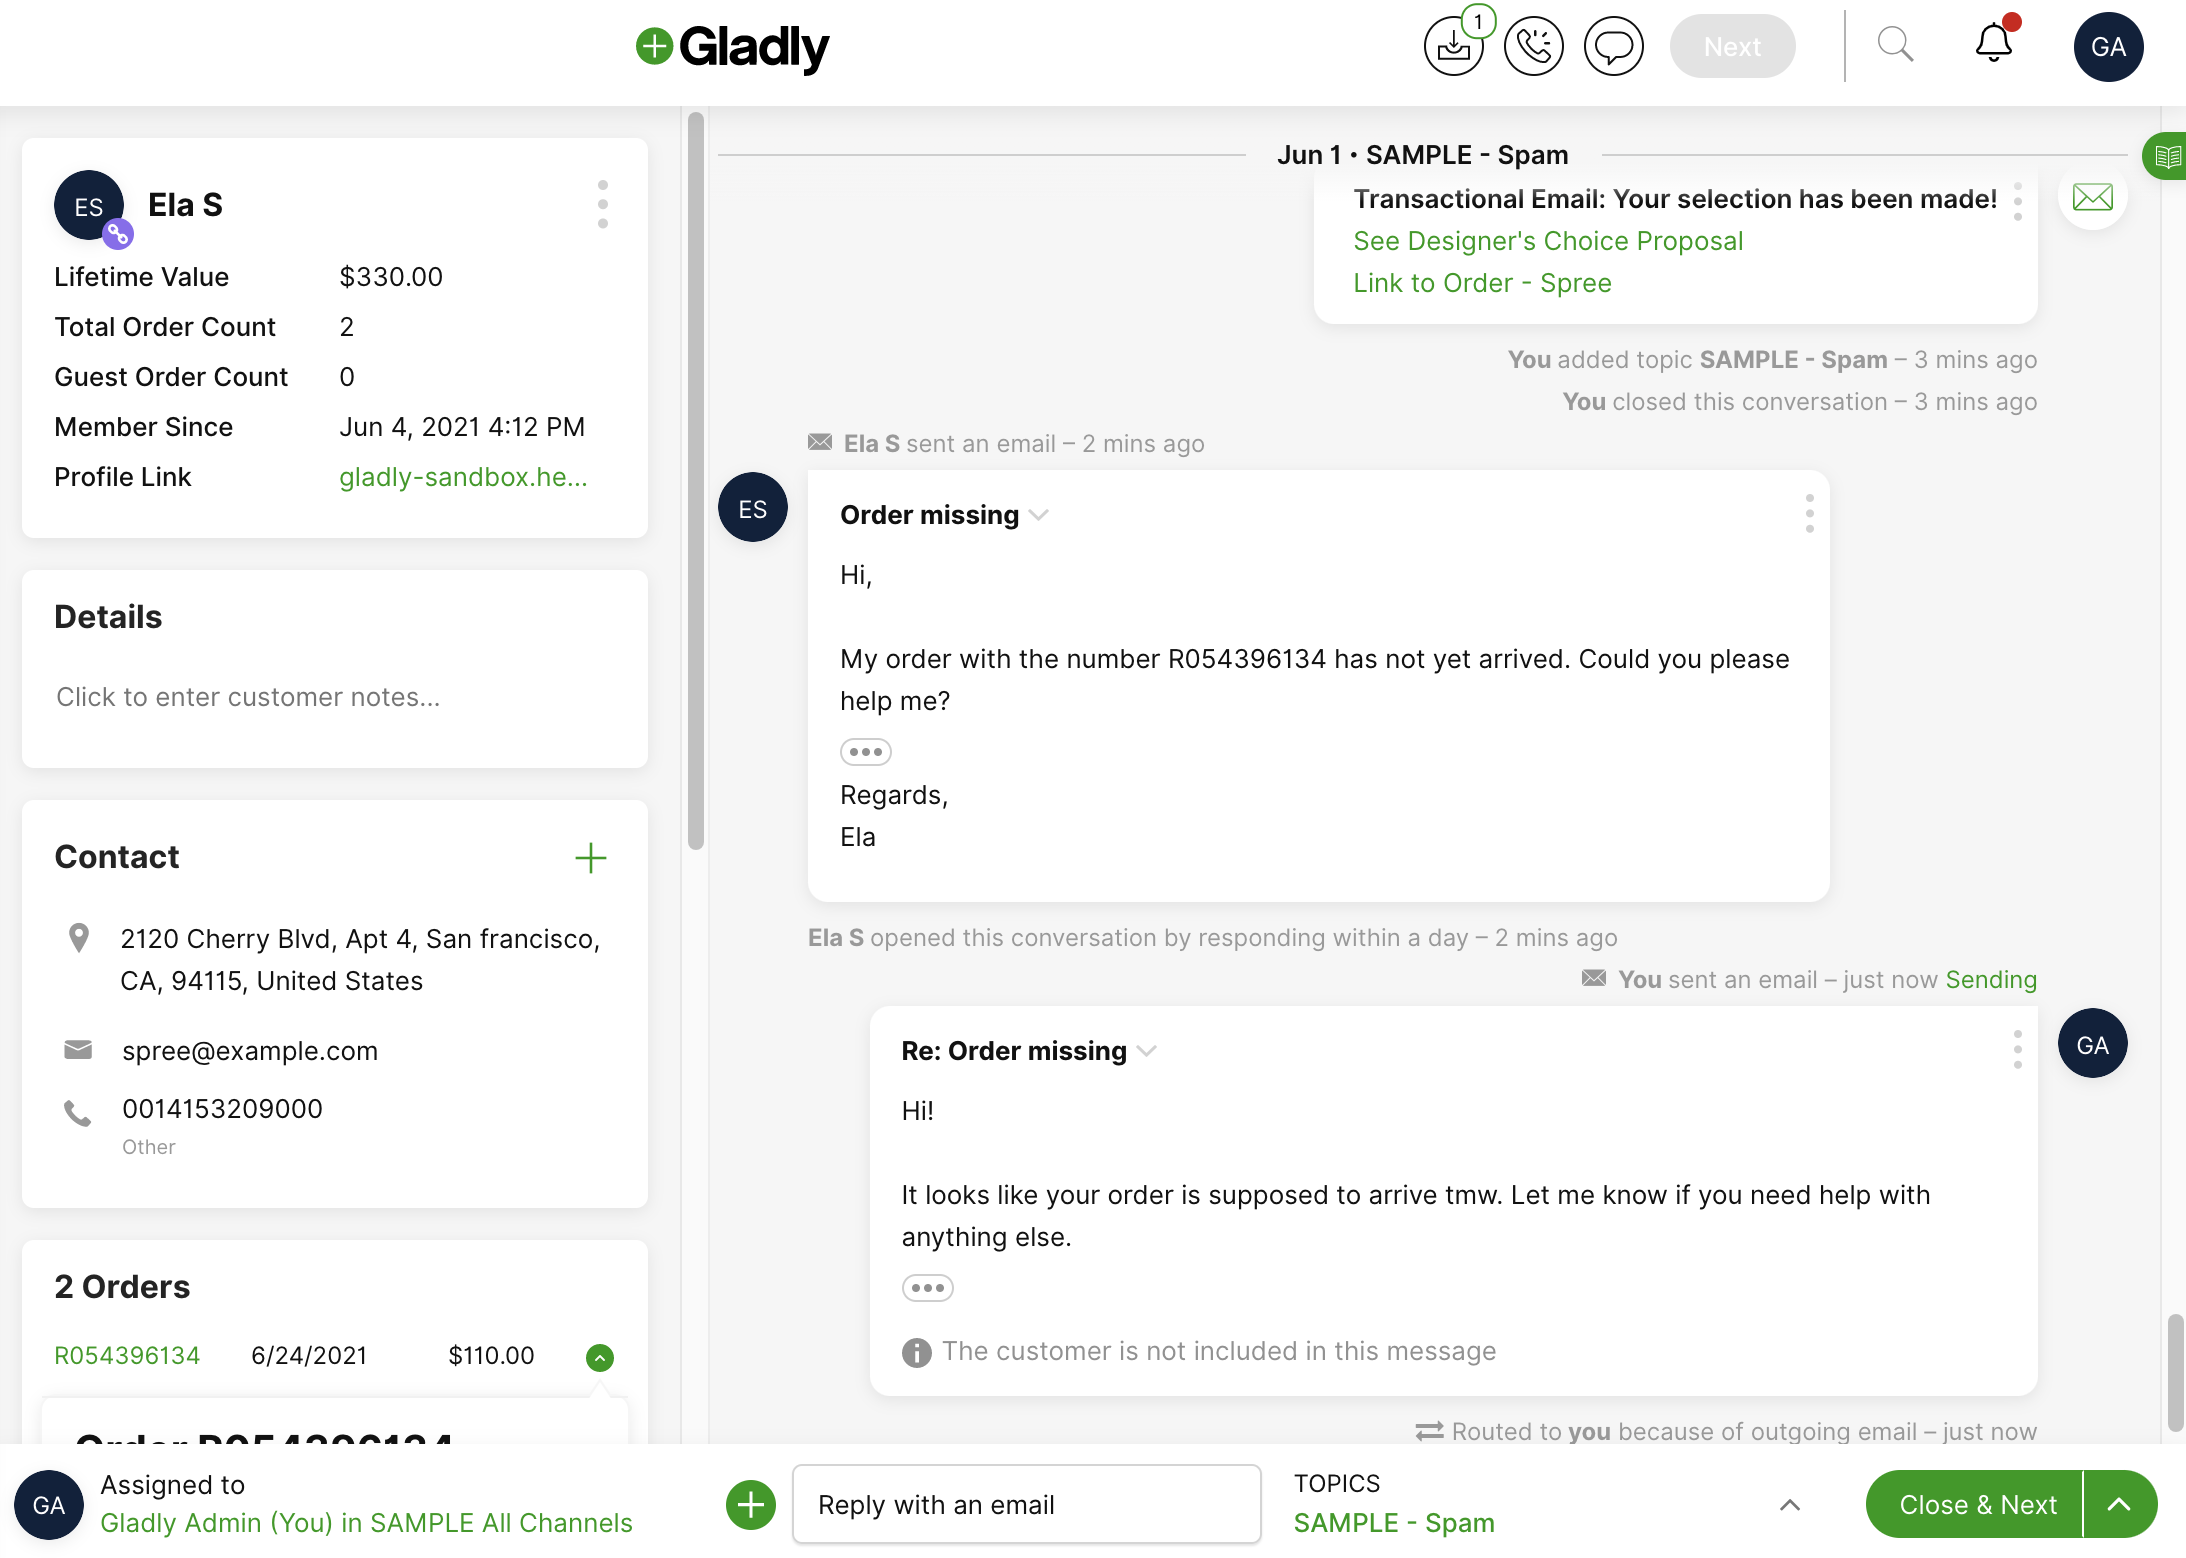 Gladly
1
Next
GA
ES
Ela S
Lifetime Value $330.00
Total Order Count 2
Guest Order Count 0
Member Since Jun 4, 2021 4:12 PM
Profile Link gladly-sandbox.he...
Details
Click to enter customer notes...
Contact
2120 Cherry Blvd, Apt 4, San francisco,
CA, 94115, United States
spree@example.com
0014153209000
Other
2 Orders
R054396134 6/24/2021 $110.00
Order R054396134
Jun 1 • SAMPLE - Spam
Transactional Email: Your selection has been made!
See Designer's Choice Proposal
Link to Order - Spree
You added topic SAMPLE - Spam – 3 mins ago
You closed this conversation – 3 mins ago
Ela S sent an email – 2 mins ago
ES
Order missing
Hi,
My order with the number R054396134 has not yet arrived. Could you please
help me?
Regards,
Ela
Ela S opened this conversation by responding within a day – 2 mins ago
You sent an email – just now Sending
GA
Re: Order missing
Hi!
It looks like your order is supposed to arrive tmw. Let me know if you need help with
anything else.
The customer is not included in this message
Routed to you because of outgoing email – just now
GA
Assigned to
Gladly Admin (You) in SAMPLE All Channels
Reply with an email
TOPICS
SAMPLE - Spam
Close & Next